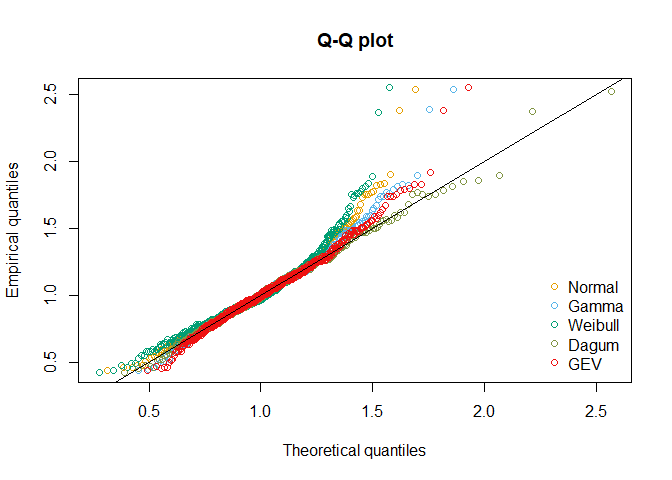 Q-Q plot
Empirical quantiles
2.5
2.0
1.5
1.0
0.5
Normal
Gamma
Weibull
Dagum
GEV
0.5 1.0 1.5 2.0 2.5
Theoretical quantiles